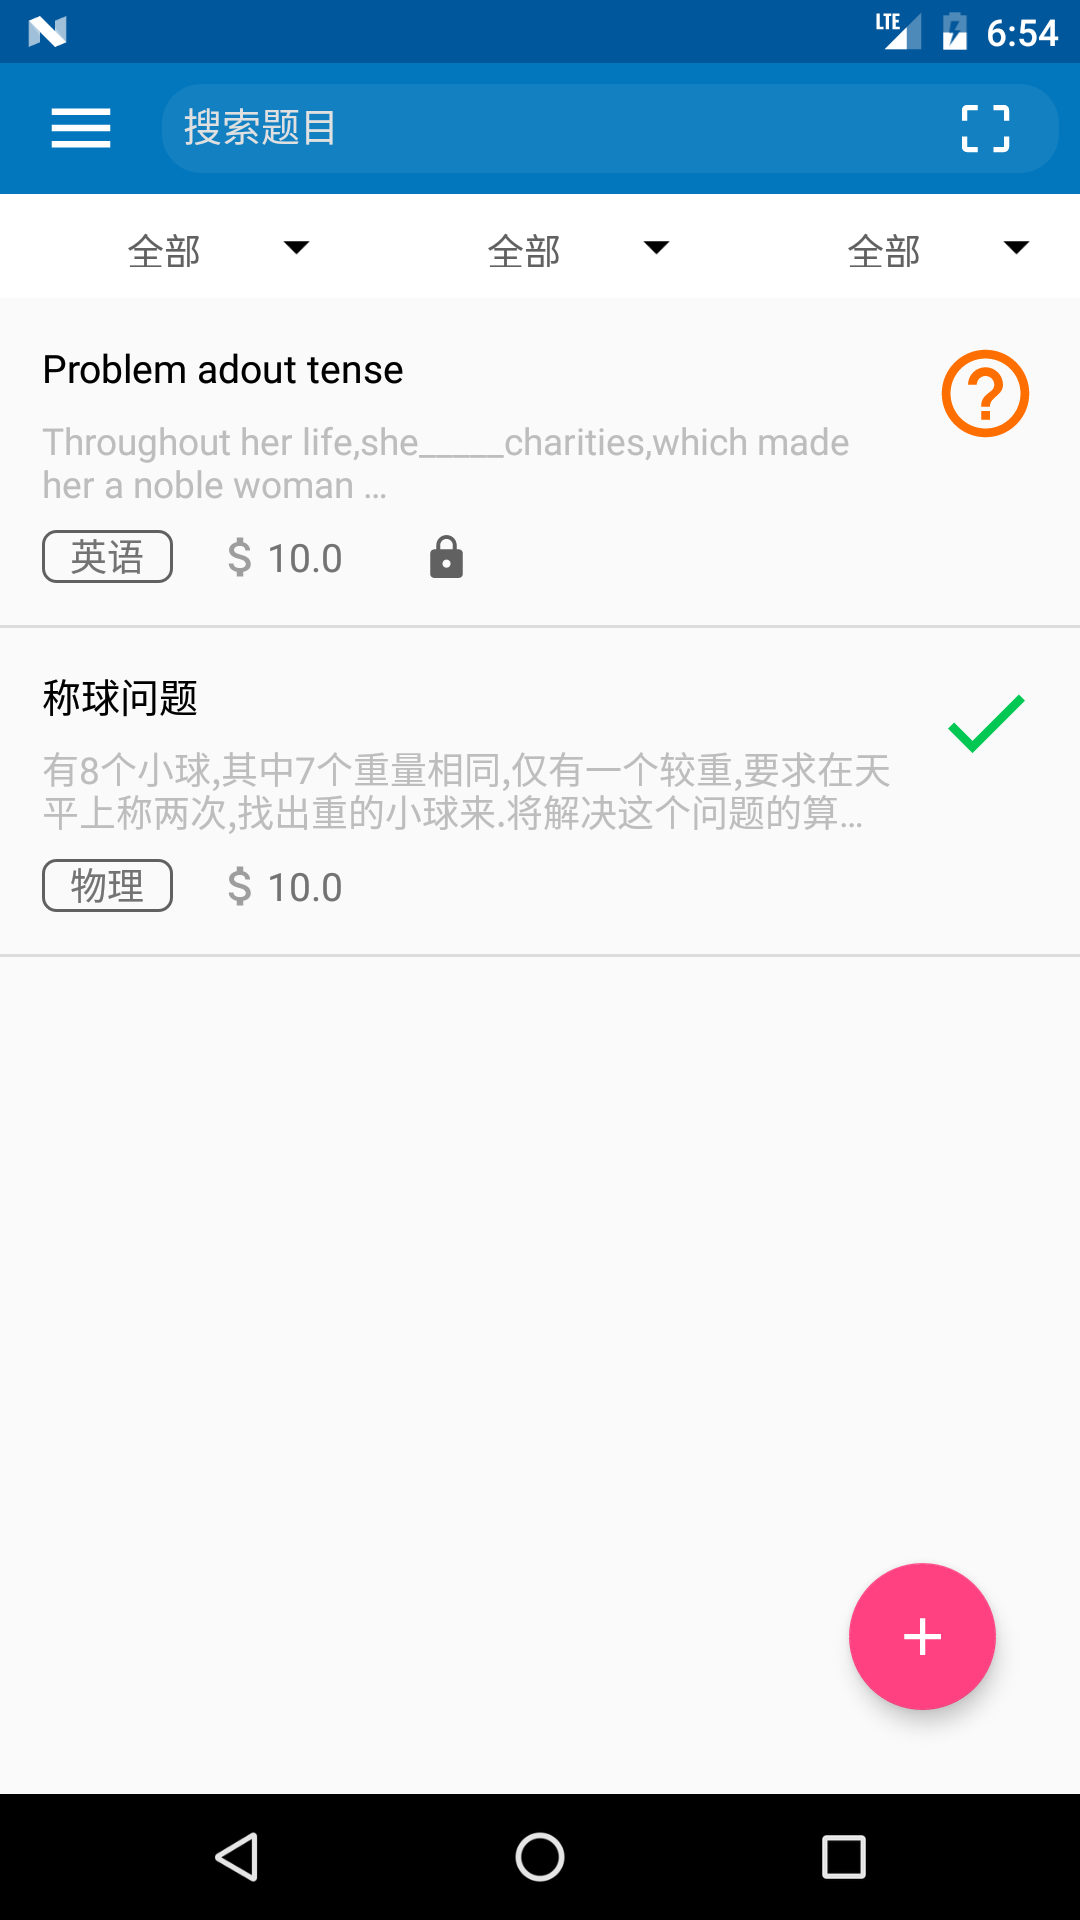 LTE 6:54
搜索题目
全部 全部 全部
Problem adout tense
Throughout her life,she_____charities,which made
her a noble woman …
英语 $ 10.0
称球问题
有8个小球,其中7个重量相同,仅有一个较重,要求在天
平上称两次,找出重的小球来.将解决这个问题的算…
物理 $ 10.0